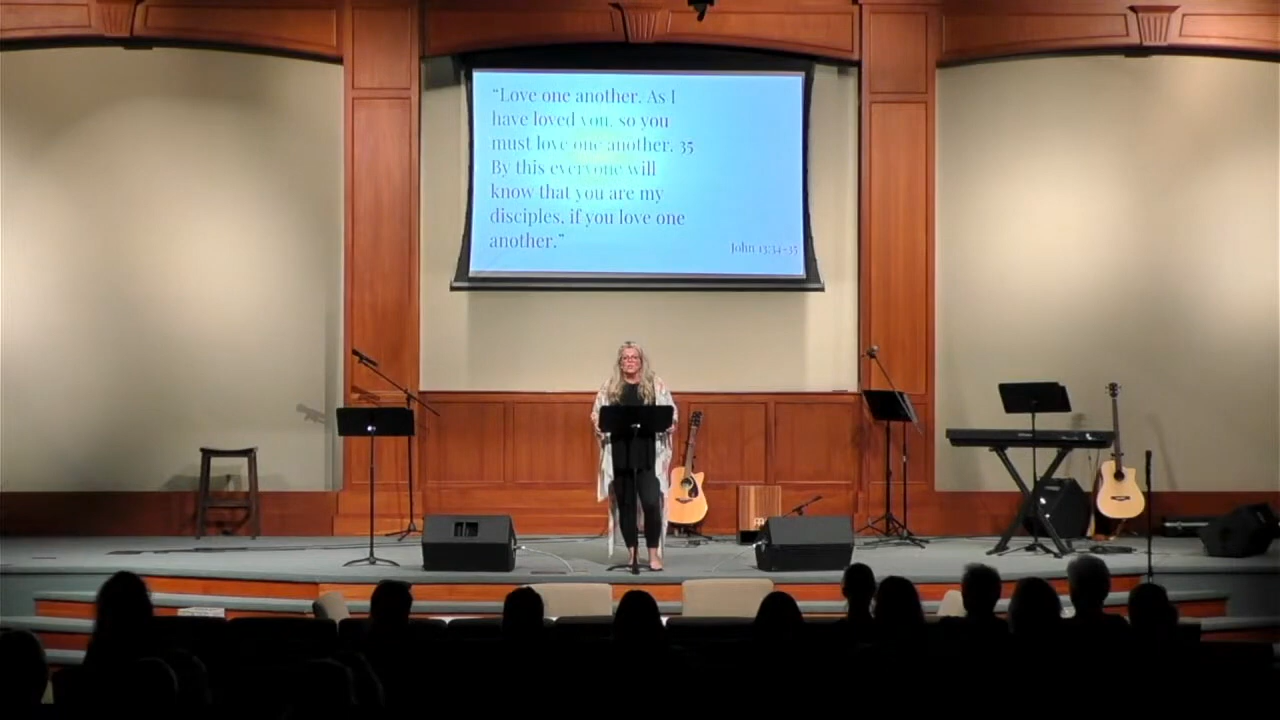 “Love one another. As I
have loved you, so you
must love one another. 35
By this everyone will
know that you are my
disciples, if you love one
another.”
John 13:34-35